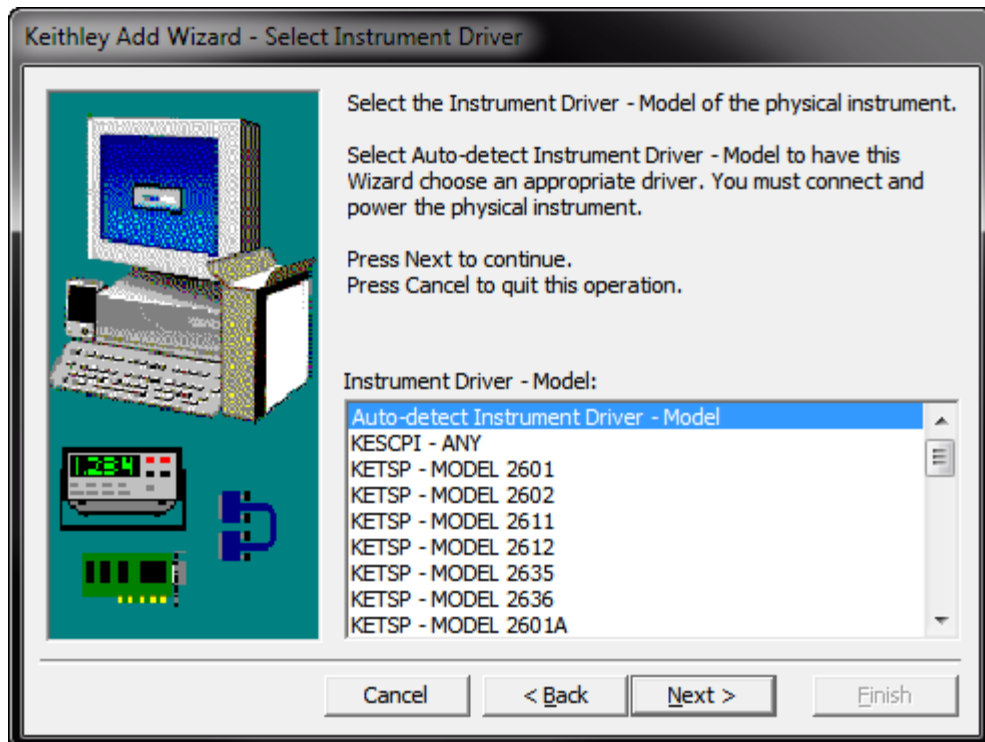 Keithley Add Wizard - Select Instrument Driver
Select the Instrument Driver - Model of the physical instrument.
Select Auto-detect Instrument Driver - Model to have this
Wizard choose an appropriate driver. You must connect and
power the physical instrument.
Press Next to continue.
Press Cancel to quit this operation.
1.234
Instrument Driver - Model:
Auto-detect Instrument Driver - Model
KESCPI - ANY
KETSP - MODEL 2601
KETSP - MODEL 2602
KETSP - MODEL 2611
KETSP - MODEL 2612
KETSP - MODEL 2635
KETSP - MODEL 2636
KETSP - MODEL 2601A
Cancel
< Back
Next >
Finish